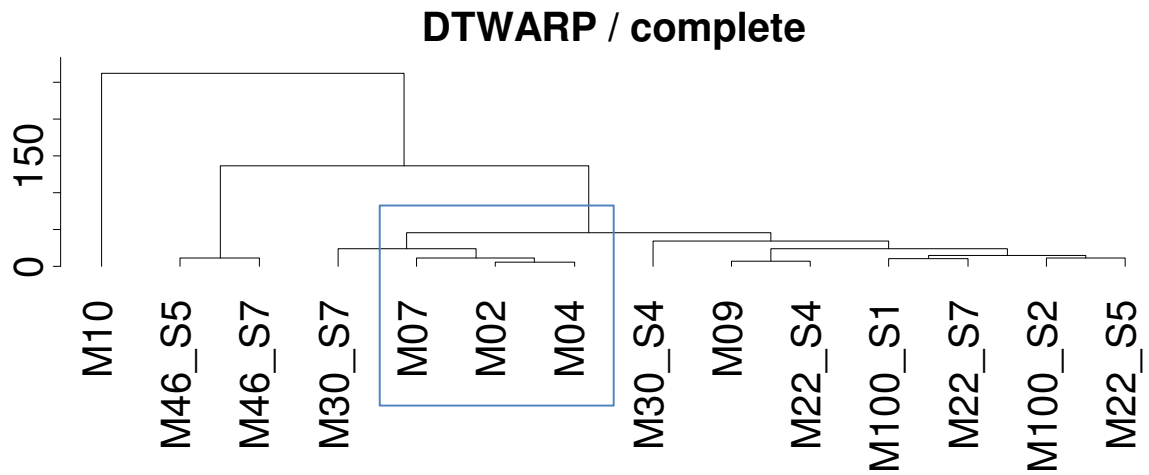 DTWARP / complete
150
0
M10
M46_S5
M46_S7
M30_S7
M07
M02
M04
M30_S4
M09
M22_S4
M100_S1
M22_S7
M100_S2
M22_S5